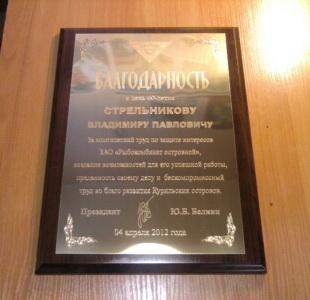 БЛАГОДАРНОСТЬ
в день
СТРЕЛЬНИКОВУ
ВЛАДИМИРУ ПАВЛОВИЧУ
За многолетний труд по защите интересов
ЗАО «Рыбокомбинат островной»,
создание возможностей для его успешной работы,
преданность своему делу и бескомпромиссный
труд во благо развития Курильских островов.
Президент Ю.Б.
04 апреля 2012 года